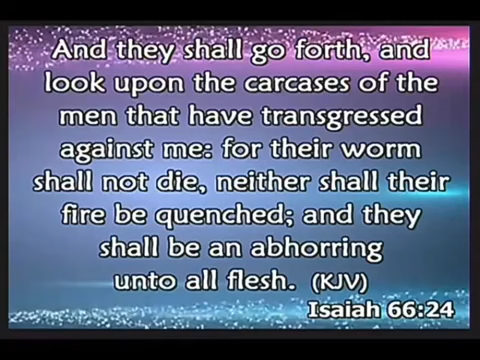 And they shall go forth, and
look upon the carcases of the
men that have transgressed
against me: for their worm
shall not die, neither shall their
fire be quenched; and they
shall be an abhorring
unto all flesh. (KJV)
Isaiah 66:24